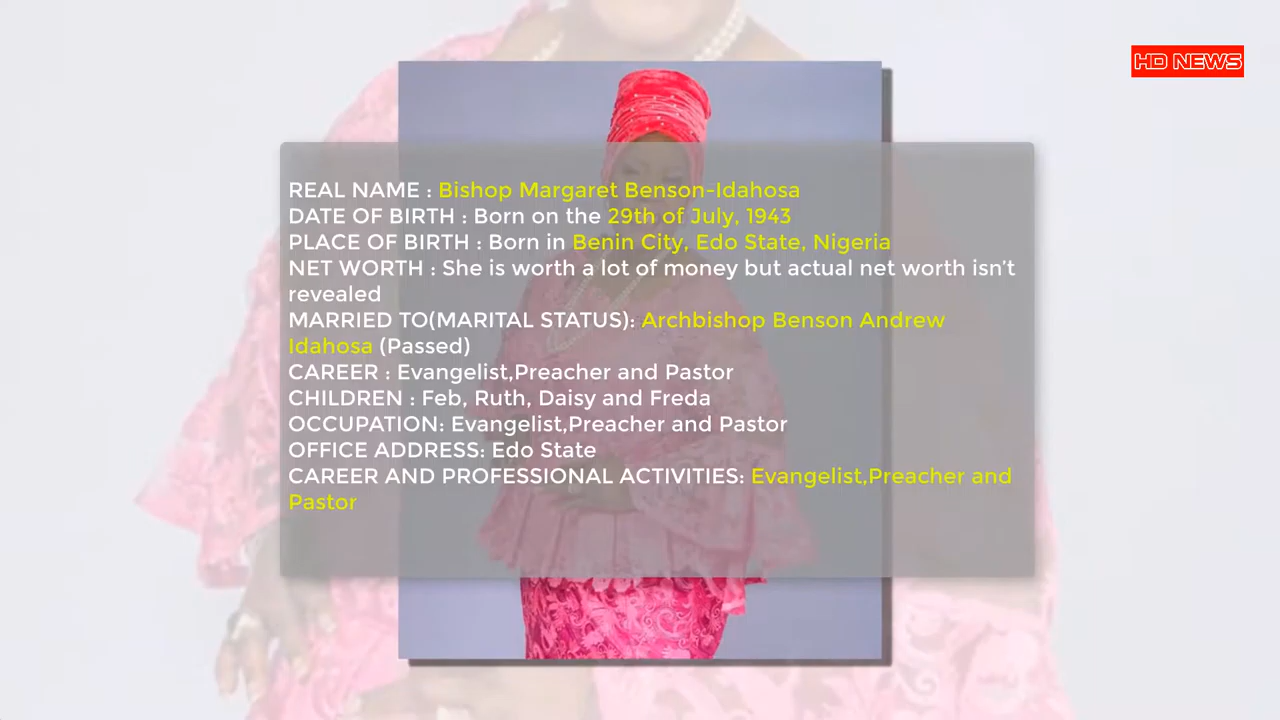 HD NEWS
REAL NAME : Bishop Margaret Benson-Idahosa
DATE OF BIRTH : Born on the 29th of July, 1943
PLACE OF BIRTH : Born in Benin City, Edo State, Nigeria
NET WORTH : She is worth a lot of money but actual net worth isn't
revealed
MARRIED TO(MARITAL STATUS): Archbishop Benson Andrew
Idahosa (Passed)
CAREER : Evangelist,Preacher and Pastor
CHILDREN : Feb, Ruth, Daisy and Freda
OCCUPATION: Evangelist,Preacher and Pastor
OFFICE ADDRESS: Edo State
CAREER AND PROFESSIONAL ACTIVITIES: Evangelist,Preacher and
Pastor